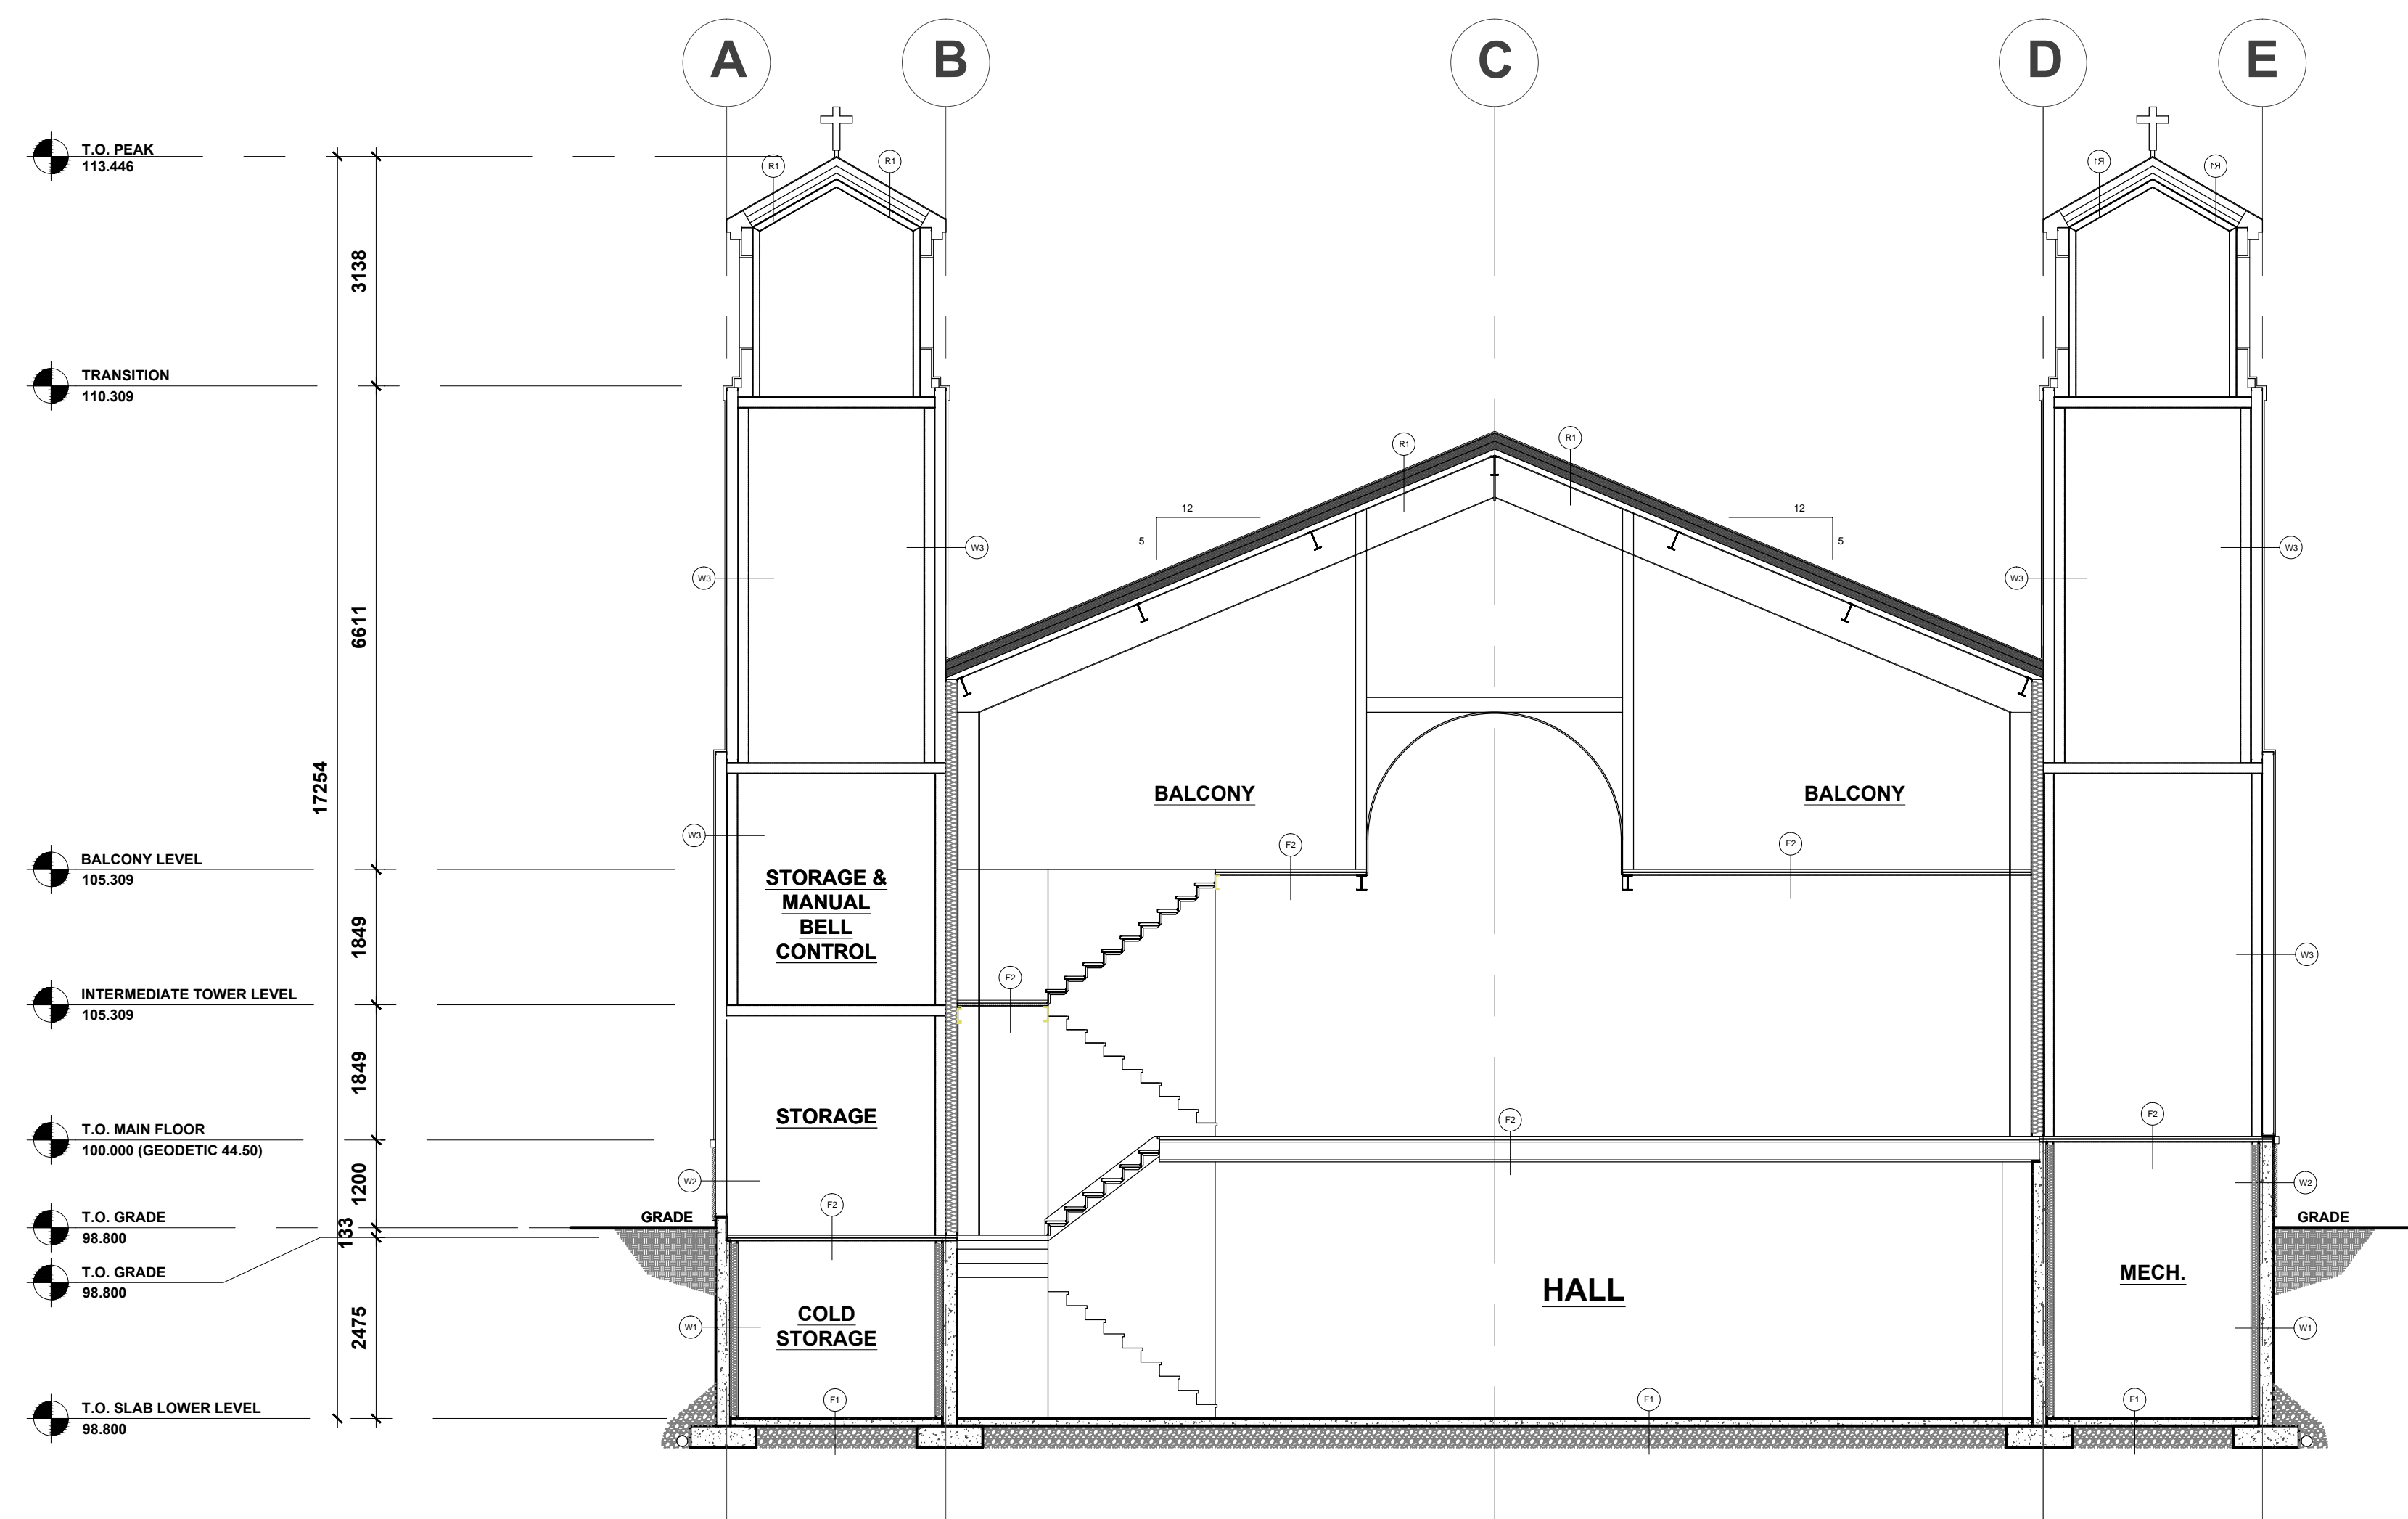 A
B
C
D
E
T.O. PEAK
113.446
R1
R1
R1
R1
3138
TRANSITION
110.309
R1
R1
12
5
12
5
W3
W3
W3
W3
6611
17254
BALCONY
BALCONY
W3
F2
F2
BALCONY LEVEL
105.309
STORAGE &
MANUAL
BELL
CONTROL
1849
W3
F2
INTERMEDIATE TOWER LEVEL
105.309
1849
STORAGE
F2
F2
T.O. MAIN FLOOR
100.000 (GEODETIC 44.50)
1200
W2
W2
F2
T.O. GRADE
98.800
GRADE
GRADE
133
T.O. GRADE
98.800
HALL
MECH.
COLD
STORAGE
2475
W1
W1
F1
F1
F1
T.O. SLAB LOWER LEVEL
98.800